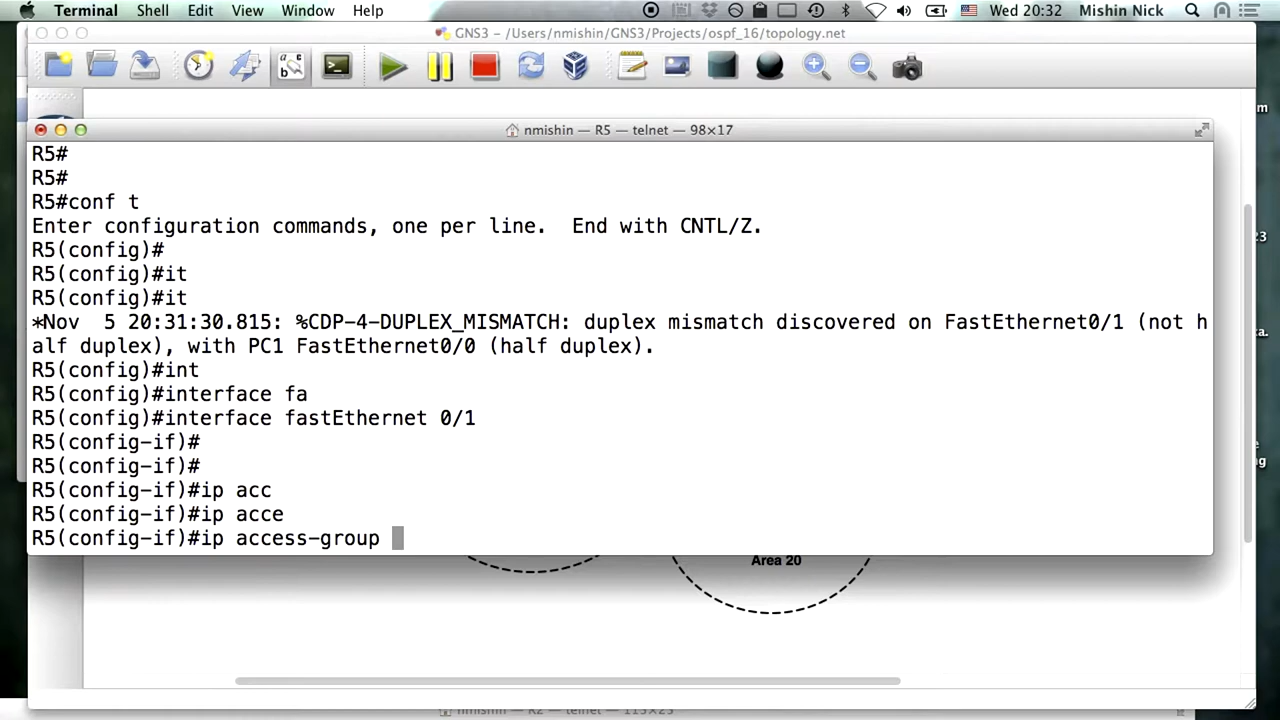 Terminal Shell Edit View Window Help
Wed 20:32 Mishin Nick
GNS3 – /Users/nmishin/GNS3/Projects/ospf_16/topology.net
nmishin — R5 — telnet — 98×17
R5#
R5#
R5#conf t
Enter configuration commands, one per line.  End with CNTL/Z.
R5(config)#
R5(config)#it
R5(config)#it
*Nov  5 20:31:30.815: %CDP-4-DUPLEX_MISMATCH: duplex mismatch discovered on FastEthernet0/1 (not h
alf duplex), with PC1 FastEthernet0/0 (half duplex).
R5(config)#int
R5(config)#interface fa
R5(config)#interface fastEthernet 0/1
R5(config-if)#
R5(config-if)#
R5(config-if)#ip acc
R5(config-if)#ip acce
R5(config-if)#ip access-group
Area 20